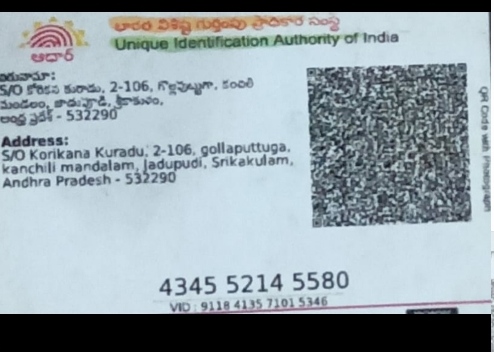 భారత విశిష్ట గుర్తింపు ప్రాధికార సంస్థ
Unique Identification Authority of India
ఆధార్
చిరునామా:
S/O కోరికన కురాడు, 2-106, గొల్లపుట్టుగా, కంచిలి
మండలం, జాడుపూడి, శ్రీకాకుళం,
ఆంధ్ర ప్రదేశ్ - 532290
Address:
S/O Korikana Kuradu, 2-106, gollaputtuga,
kanchili mandalam, Jadupudi, Srikakulam,
Andhra Pradesh - 532290
QR Code with Photograph
4345 5214 5580
VID : 9118 4135 7101 5346